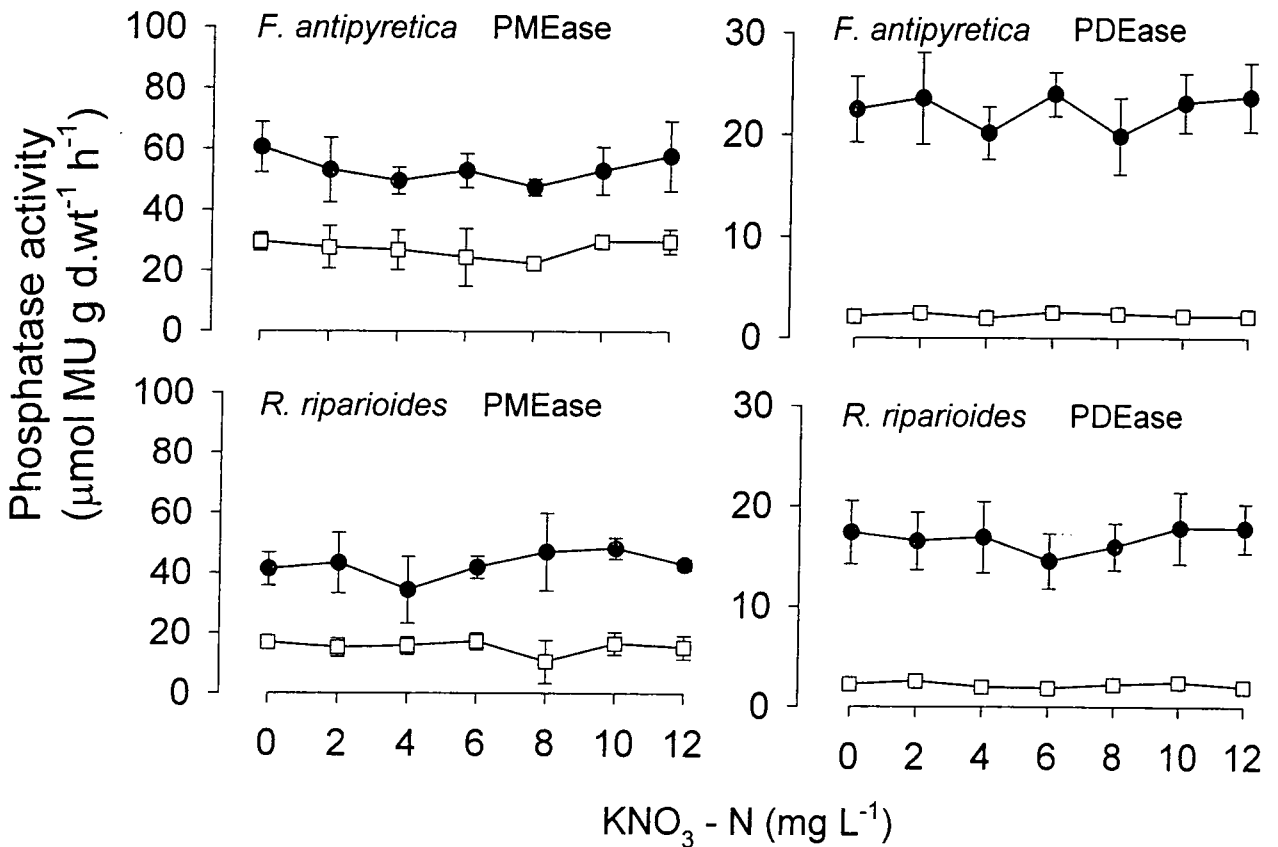 Phosphatase activity
(μmol MU g d.wt⁻¹ h⁻¹)
F. antipyretica PMEase
100
80
60
40
20
0
F. antipyretica PDEase
30
20
10
0
R. riparioides PMEase
100
80
60
40
20
0
0 2 4 6 8 10 12
R. riparioides PDEase
30
20
10
0
0 2 4 6 8 10 12
KNO₃ - N (mg L⁻¹)